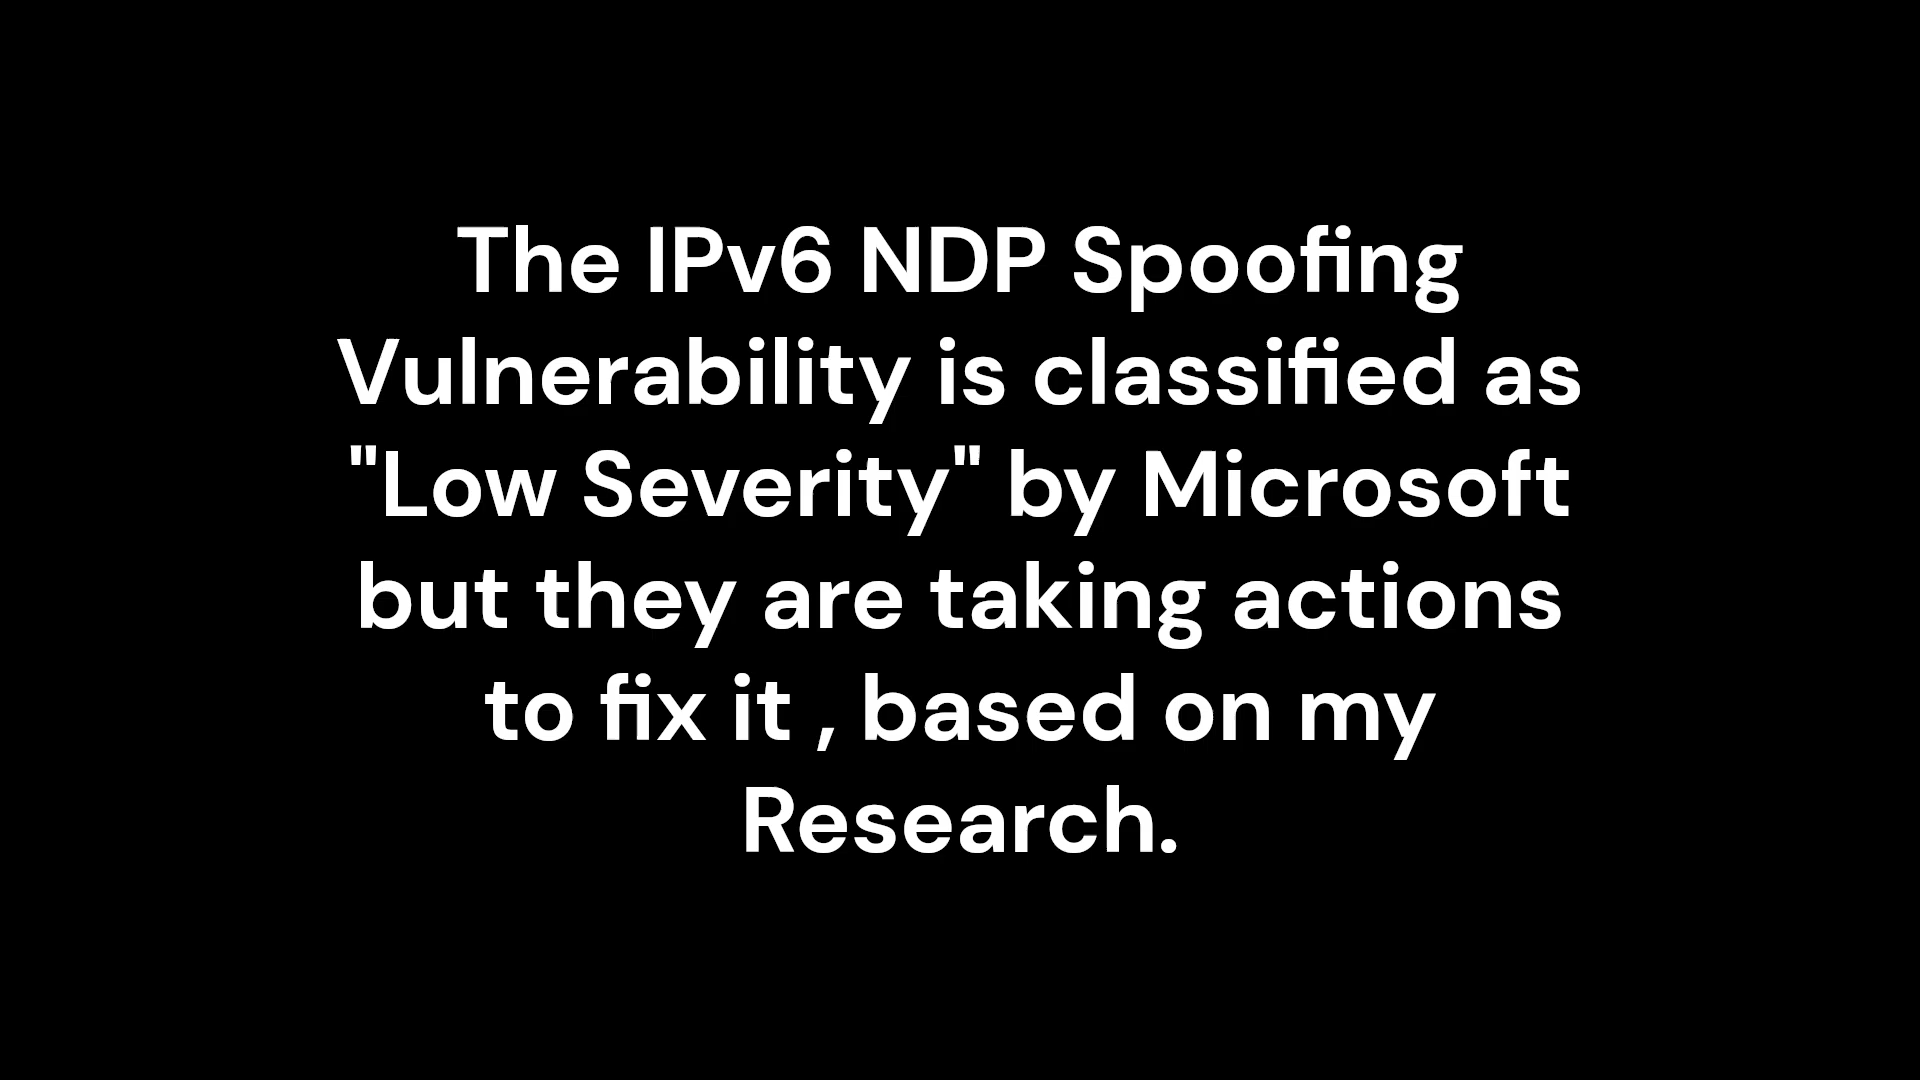 The IPv6 NDP Spoofing
Vulnerability is classified as
"Low Severity" by Microsoft
but they are taking actions
to fix it , based on my
Research.